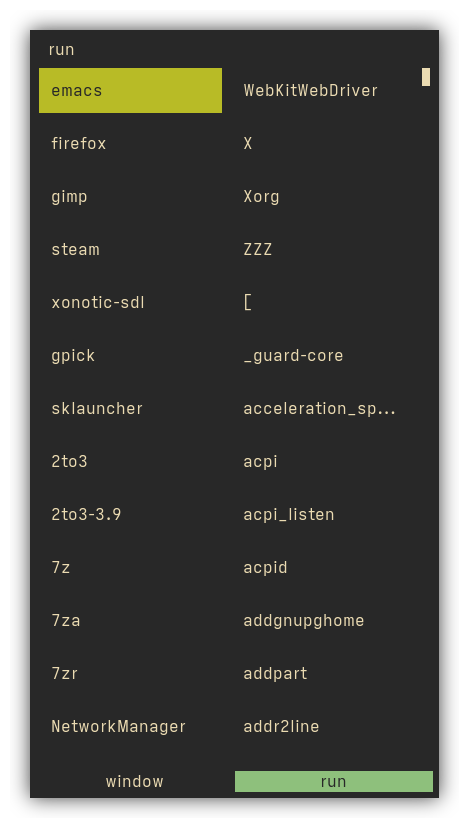 run
emacs
firefox
gimp
steam
xonotic-sdl
gpick
sklauncher
2to3
2to3-3.9
7z
7za
7zr
NetworkManager
WebKitWebDriver
X
Xorg
ZZZ
[
_guard-core
acceleration_sp...
acpi
acpi_listen
acpid
addgnupghome
addpart
addr2line
window
run